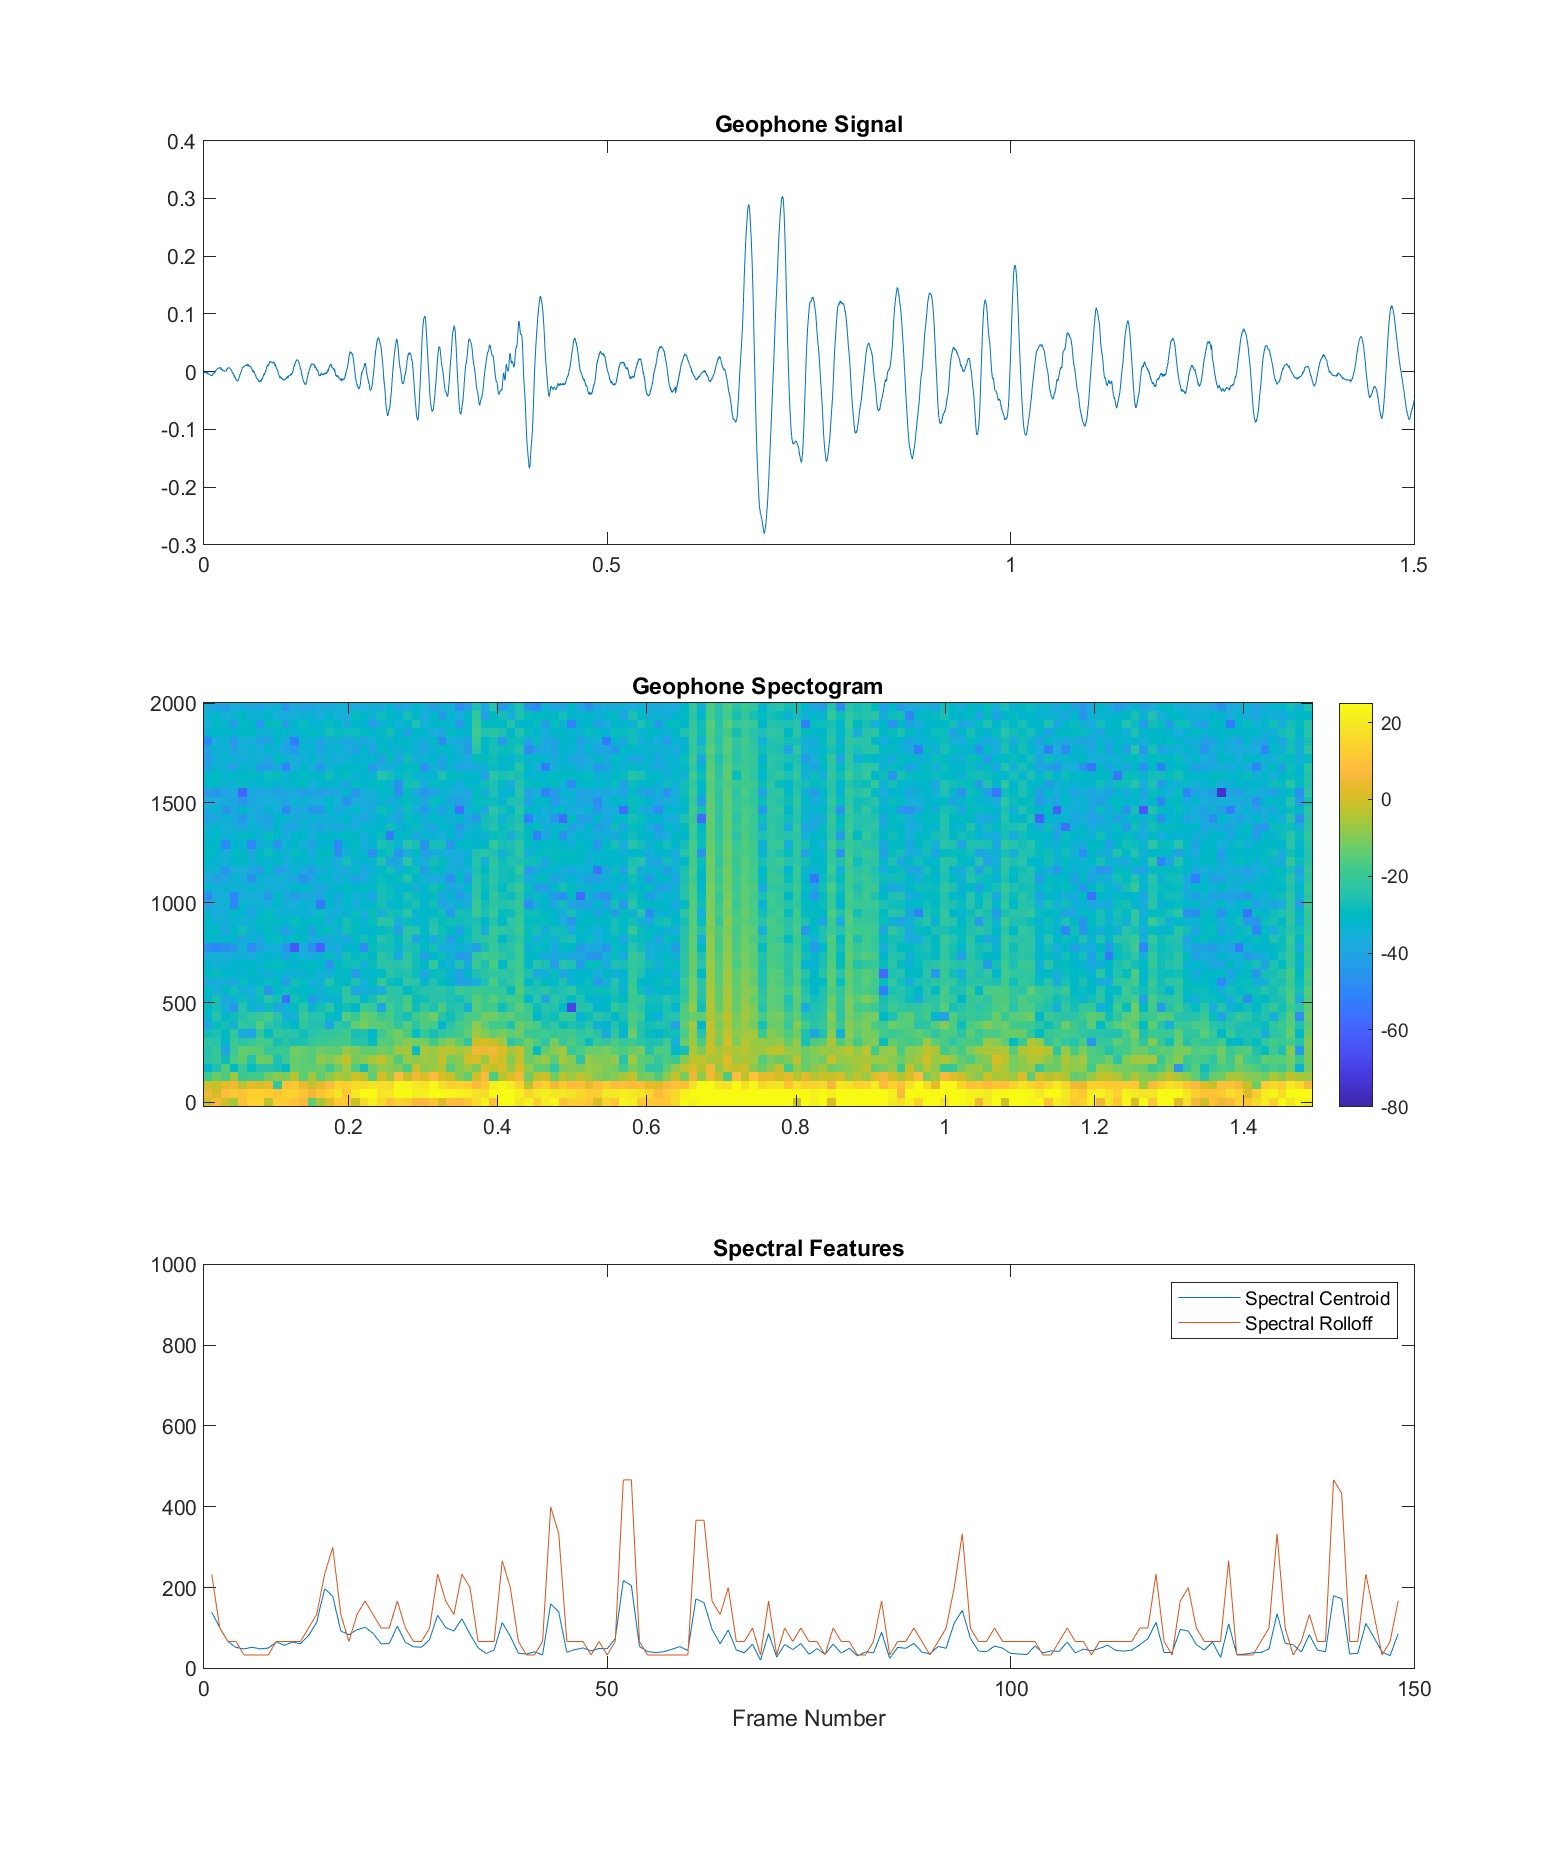 Geophone Signal
0.4
0.3
0.2
0.1
0
-0.1
-0.2
-0.3
0 0.5 1 1.5
Geophone Spectogram
2000
1500
1000
500
0
0.2 0.4 0.6 0.8 1 1.2 1.4
20
0
-20
-40
-60
-80
Spectral Features
1000
800
600
400
200
0
Spectral Centroid
Spectral Rolloff
0 50 100 150
Frame Number